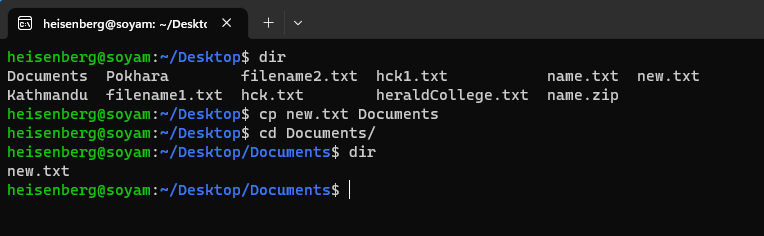 heisenberg@soyam: ~/Deskto
heisenberg@soyam:~/Desktop$ dir
Documents  Pokhara        filename2.txt  hck1.txt           name.txt  new.txt
Kathmandu  filename1.txt  hck.txt        heraldCollege.txt  name.zip
heisenberg@soyam:~/Desktop$ cp new.txt Documents
heisenberg@soyam:~/Desktop$ cd Documents/
heisenberg@soyam:~/Desktop/Documents$ dir
new.txt
heisenberg@soyam:~/Desktop/Documents$